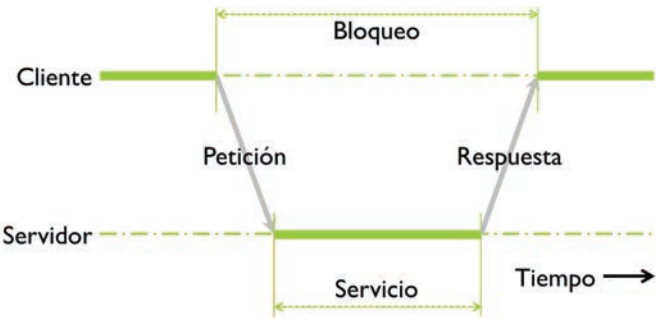 Bloqueo
Cliente
Petición
Respuesta
Servidor
Servicio
Tiempo